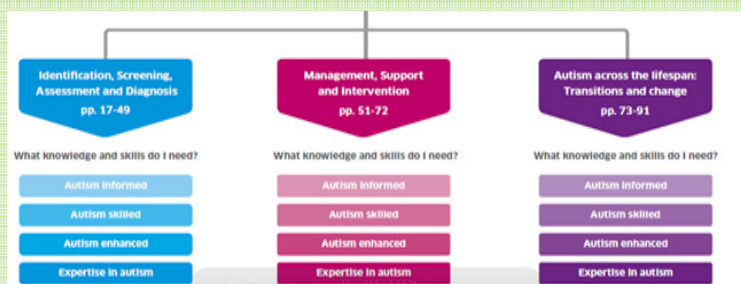 Identification, Screening,
Assessment and Diagnosis
pp. 17-49
What knowledge and skills do I need?
Autism Informed
Autism skilled
Autism enhanced
Expertise in autism
Management, Support
and Intervention
pp. 51-72
What knowledge and skills do I need?
Autism Informed
Autism skilled
Autism enhanced
Expertise in autism
Autism across the lifespan:
Transitions and change
pp. 73-91
What knowledge and skills do I need?
Autism Informed
Autism skilled
Autism enhanced
Expertise in autism